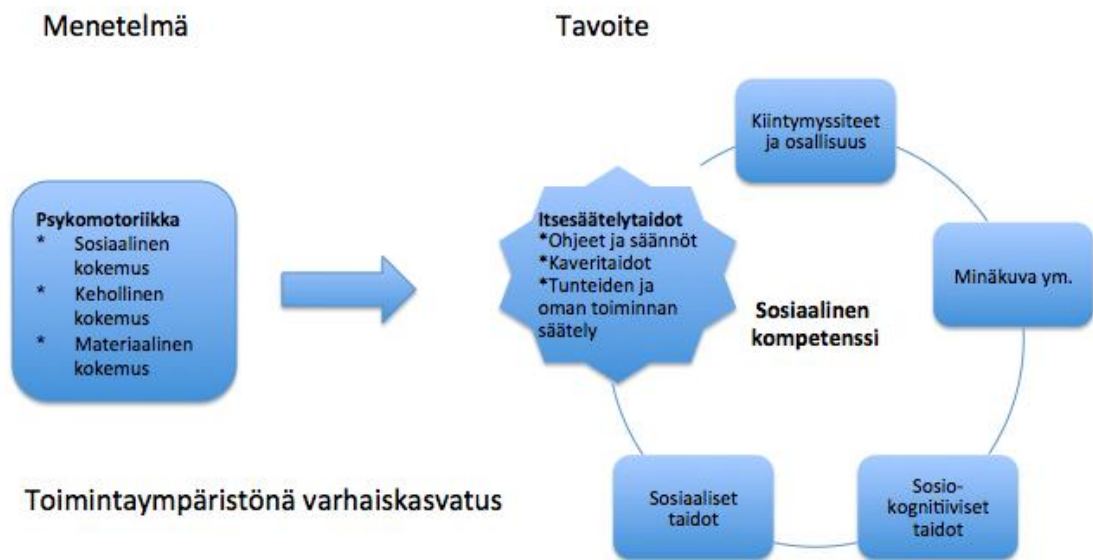 Menetelmä
Tavoite
Psykomotoriikka
* Sosiaalinen
kokemus
* Kehollinen
kokemus
* Materiaalinen
kokemus
Itsesäätelytaidot
*Ohjeet ja säännöt
*Kaveritaidot
*Tunteiden ja
oman toiminnan
säätely
Kiintymyssiteet
ja osallisuus
Minäkuva ym.
Sosiaalinen
kompetenssi
Sosiaaliset
taidot
Sosio-
kognitiiviset
taidot
Toimintaympäristönä varhaiskasvatus